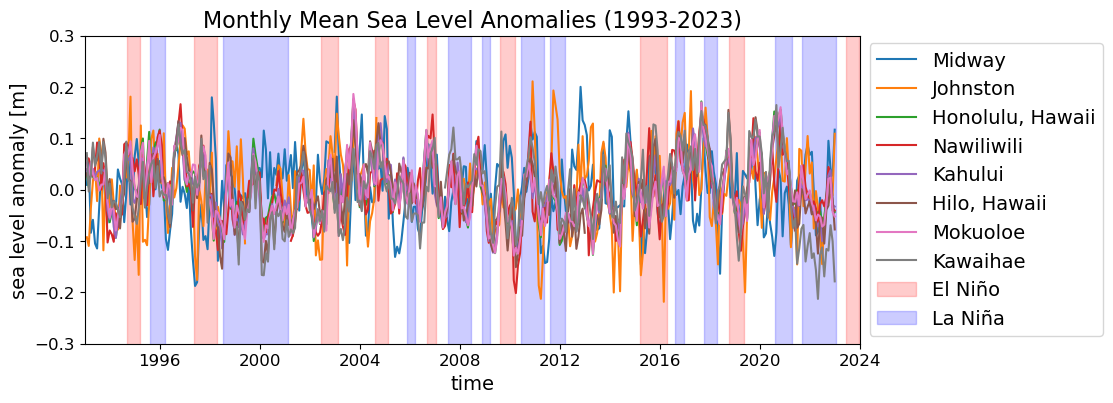 Monthly Mean Sea Level Anomalies (1993-2023)
sea level anomaly [m]
0.3
0.2
0.1
0.0
−0.1
−0.2
−0.3
1996
2000
2004
2008
2012
2016
2020
2024
time
Midway
Johnston
Honolulu, Hawaii
Nawiliwili
Kahului
Hilo, Hawaii
Mokuoloe
Kawaihae
El Niño
La Niña